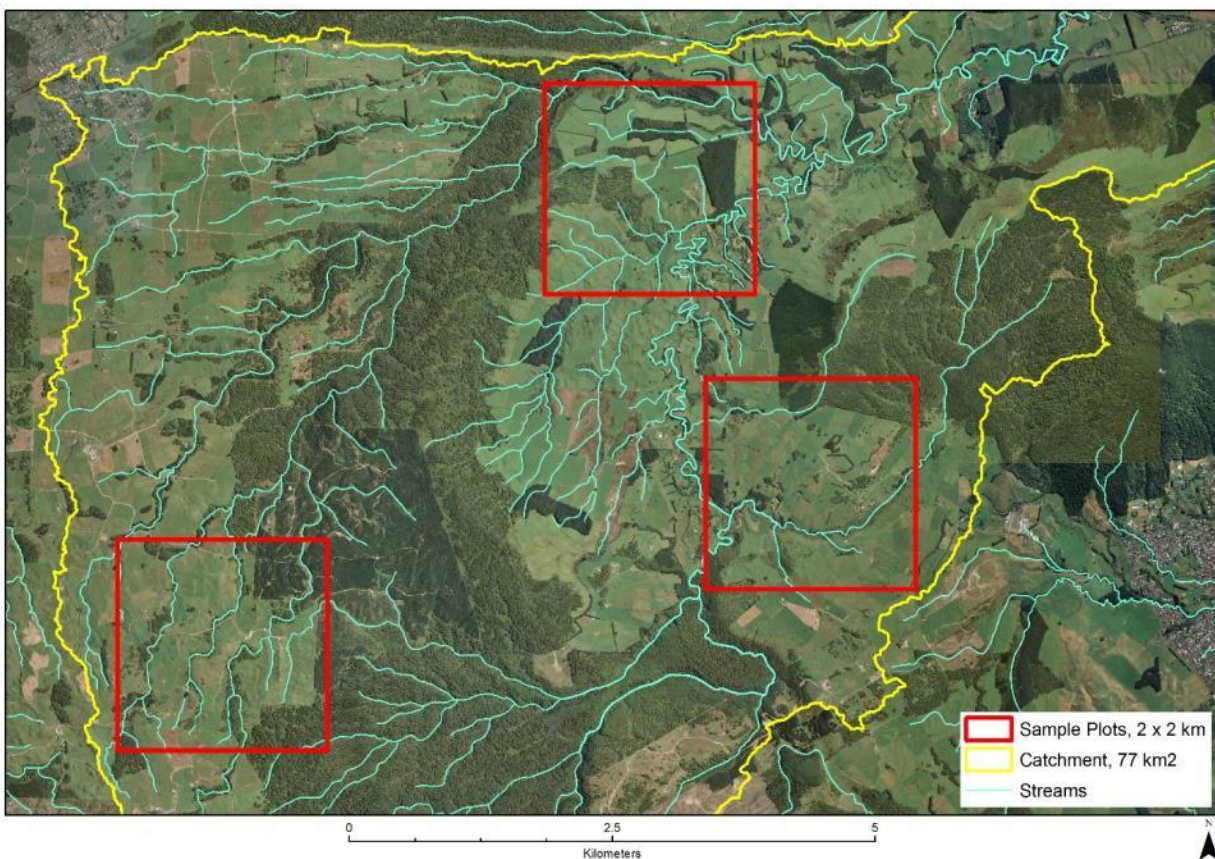 Sample Plots, 2 x 2 km
Catchment, 77 km2
Streams
0 2.5 5
Kilometers
N